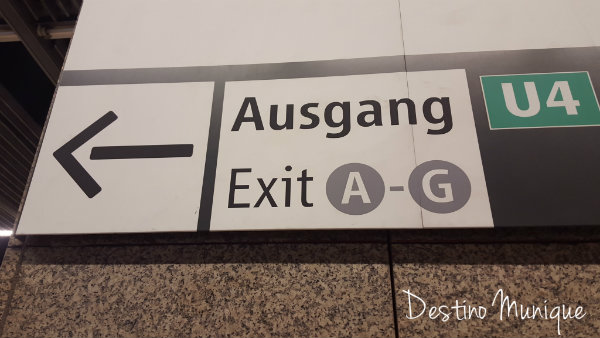 Ausgang
Exit A-G
U4
Destino Munique